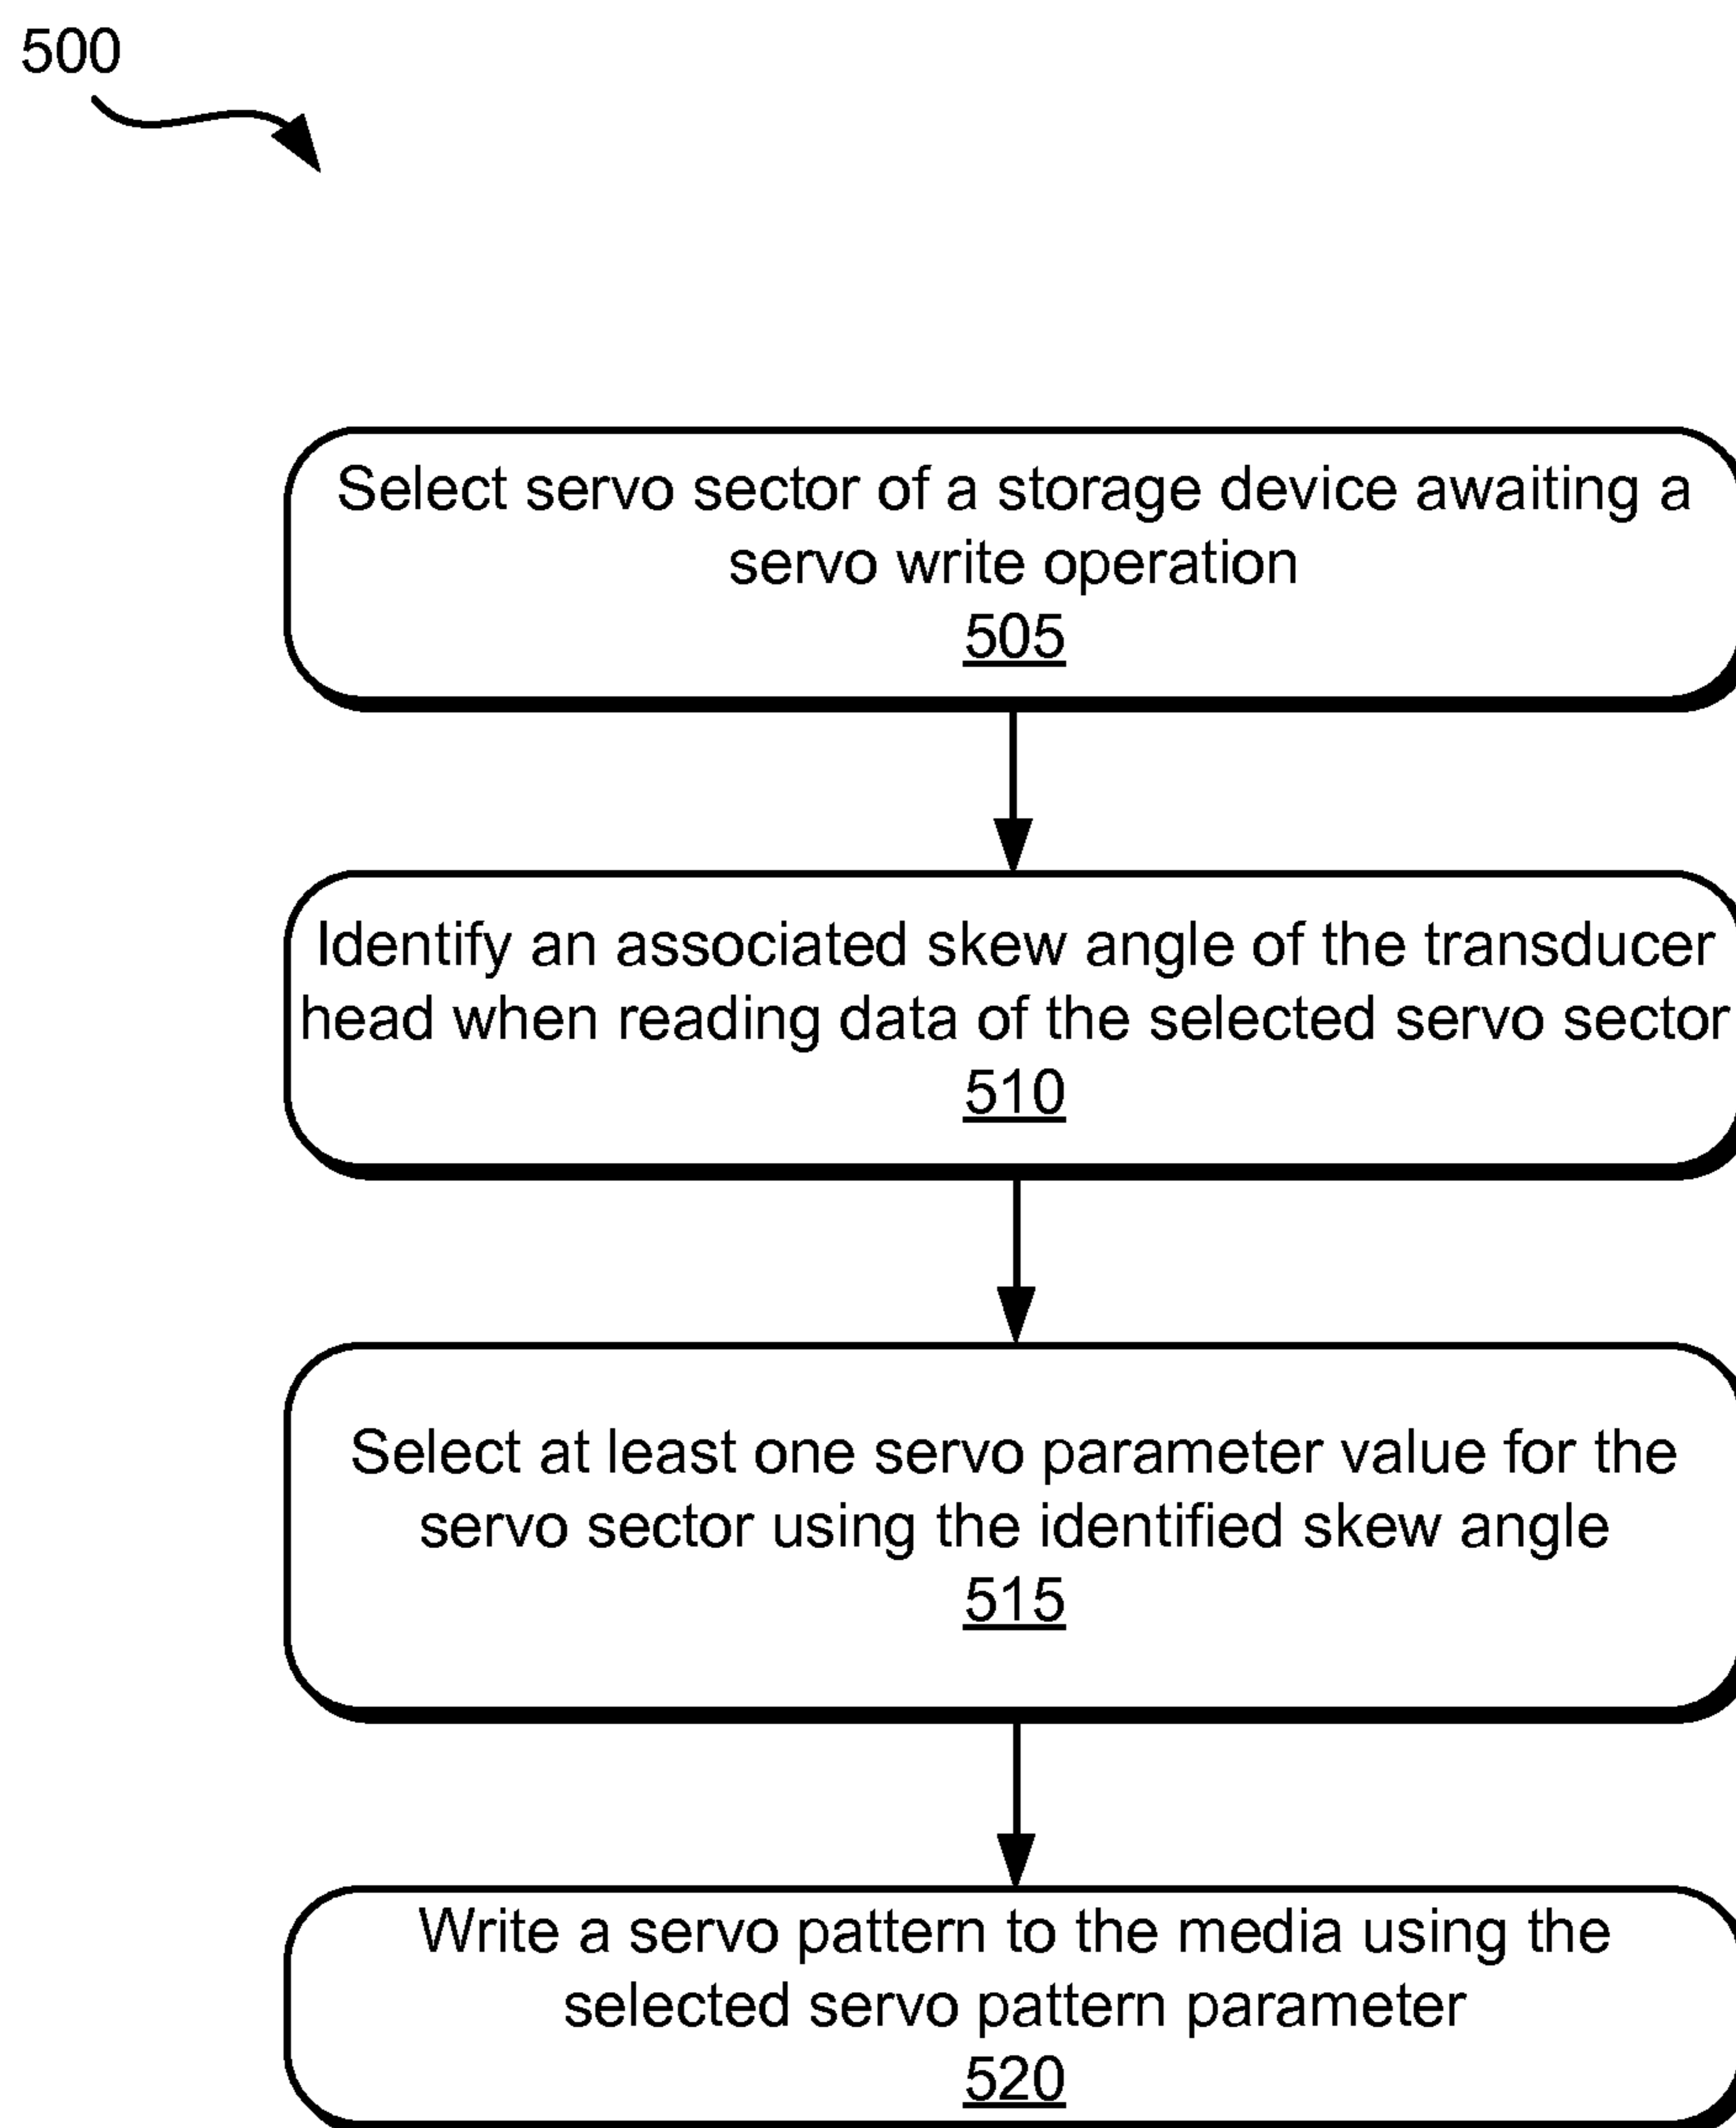 500
Select servo sector of a storage device awaiting a
servo write operation
505
Identify an associated skew angle of the transducer
head when reading data of the selected servo sector
510
Select at least one servo parameter value for the
servo sector using the identified skew angle
515
Write a servo pattern to the media using the
selected servo pattern parameter
520